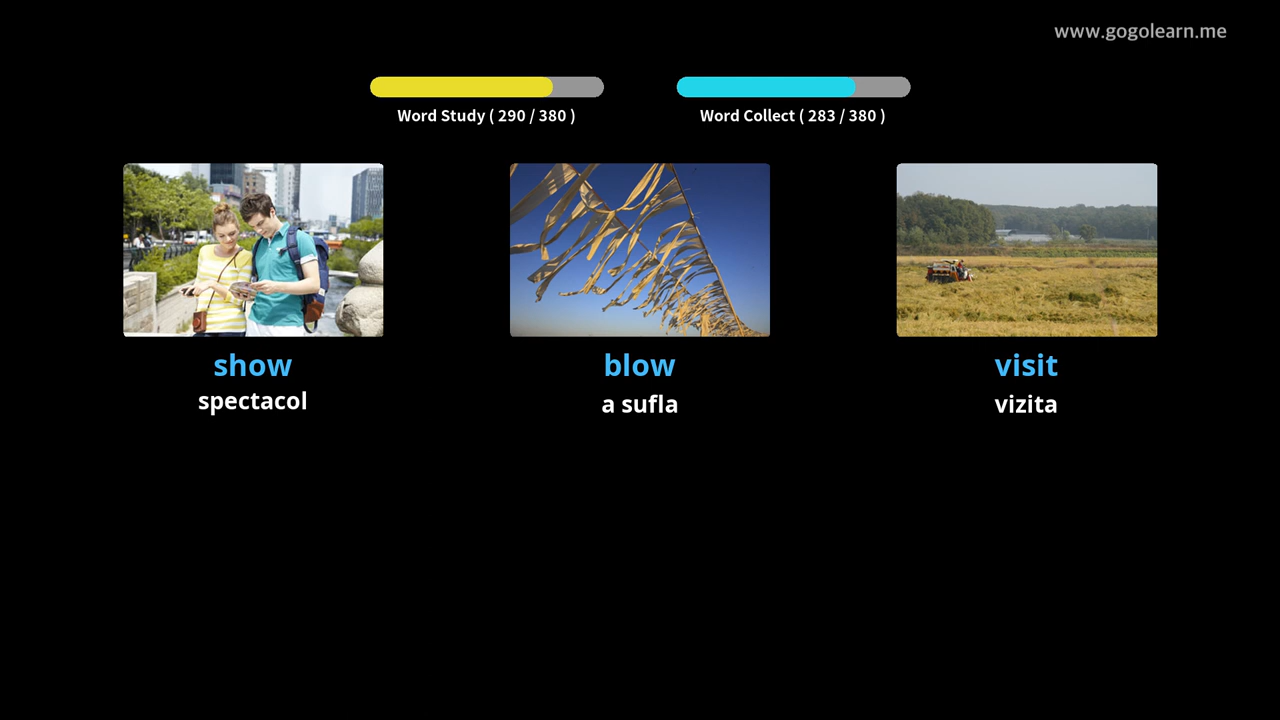 www.gogolearn.me
Word Study ( 290 / 380 )
Word Collect ( 283 / 380 )
show
spectacol
blow
a sufla
visit
vizita